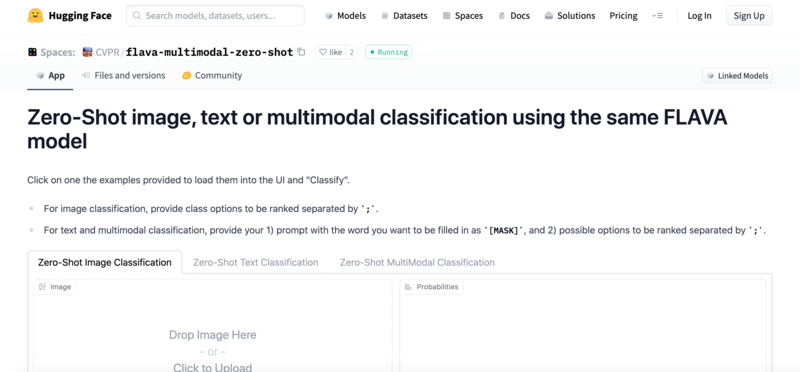 Hugging Face
Search models, datasets, users...
Models
Datasets
Spaces
Docs
Solutions
Pricing
Log In
Sign Up
Spaces:
CVPR/flava-multimodal-zero-shot
like 2
Running
App
Files and versions
Community
Linked Models
Zero-Shot image, text or multimodal classification using the same FLAVA
model
Click on one the examples provided to load them into the UI and "Classify".
For image classification, provide class options to be ranked separated by `;`.
For text and multimodal classification, provide your 1) prompt with the word you want to be filled in as `[MASK]`, and 2) possible options to be ranked separated by `;`.
Zero-Shot Image Classification
Zero-Shot Text Classification
Zero-Shot MultiModal Classification
Image
Probabilities
Drop Image Here
- or -
Click to Upload